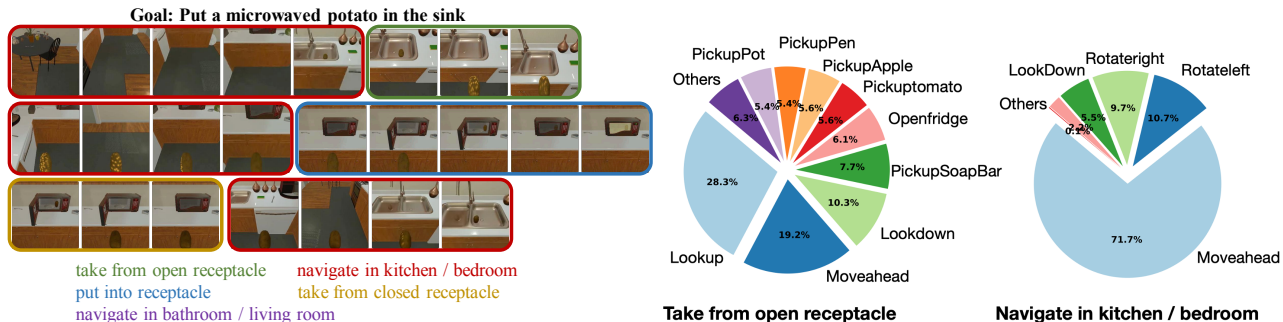 Goal: Put a microwaved potato in the sink
take from open receptacle
navigate in kitchen / bedroom
put into receptacle
take from closed receptacle
navigate in bathroom / living room
PickupPen
PickupPot
PickupApple
Others
Pickuptomato
Openfridge
PickupSoapBar
Lookdown
Moveahead
Lookup
5.4%
5.4%
5.6%
5.6%
6.3%
6.1%
7.7%
10.3%
19.2%
28.3%
Take from open receptacle
Rotateright
LookDown
Rotateleft
Others
Moveahead
9.7%
10.7%
5.5%
2.2%
0.1%
71.7%
Navigate in kitchen / bedroom